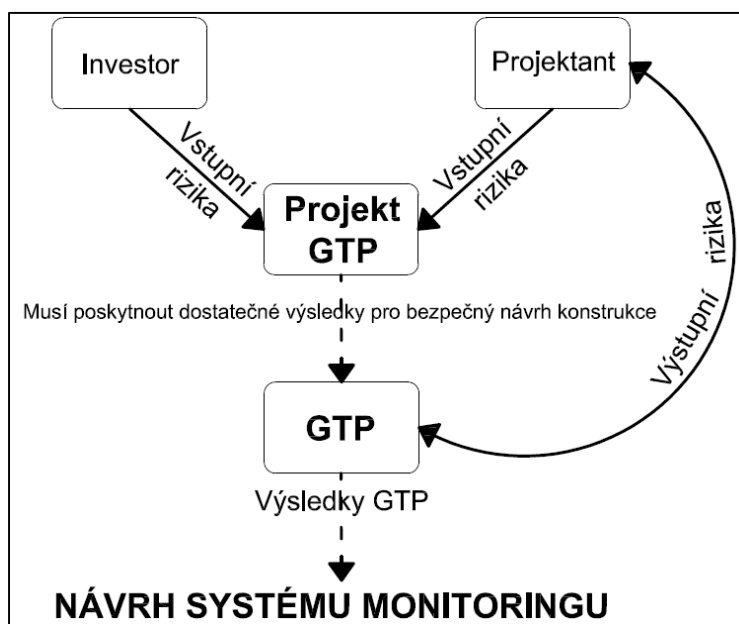 Investor
Projektant
Vstupní
rizika
Vstupní
rizika
Projekt
GTP
Výstupní
rizika
Musí poskytnout dostatečné výsledky pro bezpečný návrh konstrukce
GTP
Výsledky GTP
NÁVRH SYSTÉMU MONITORINGU